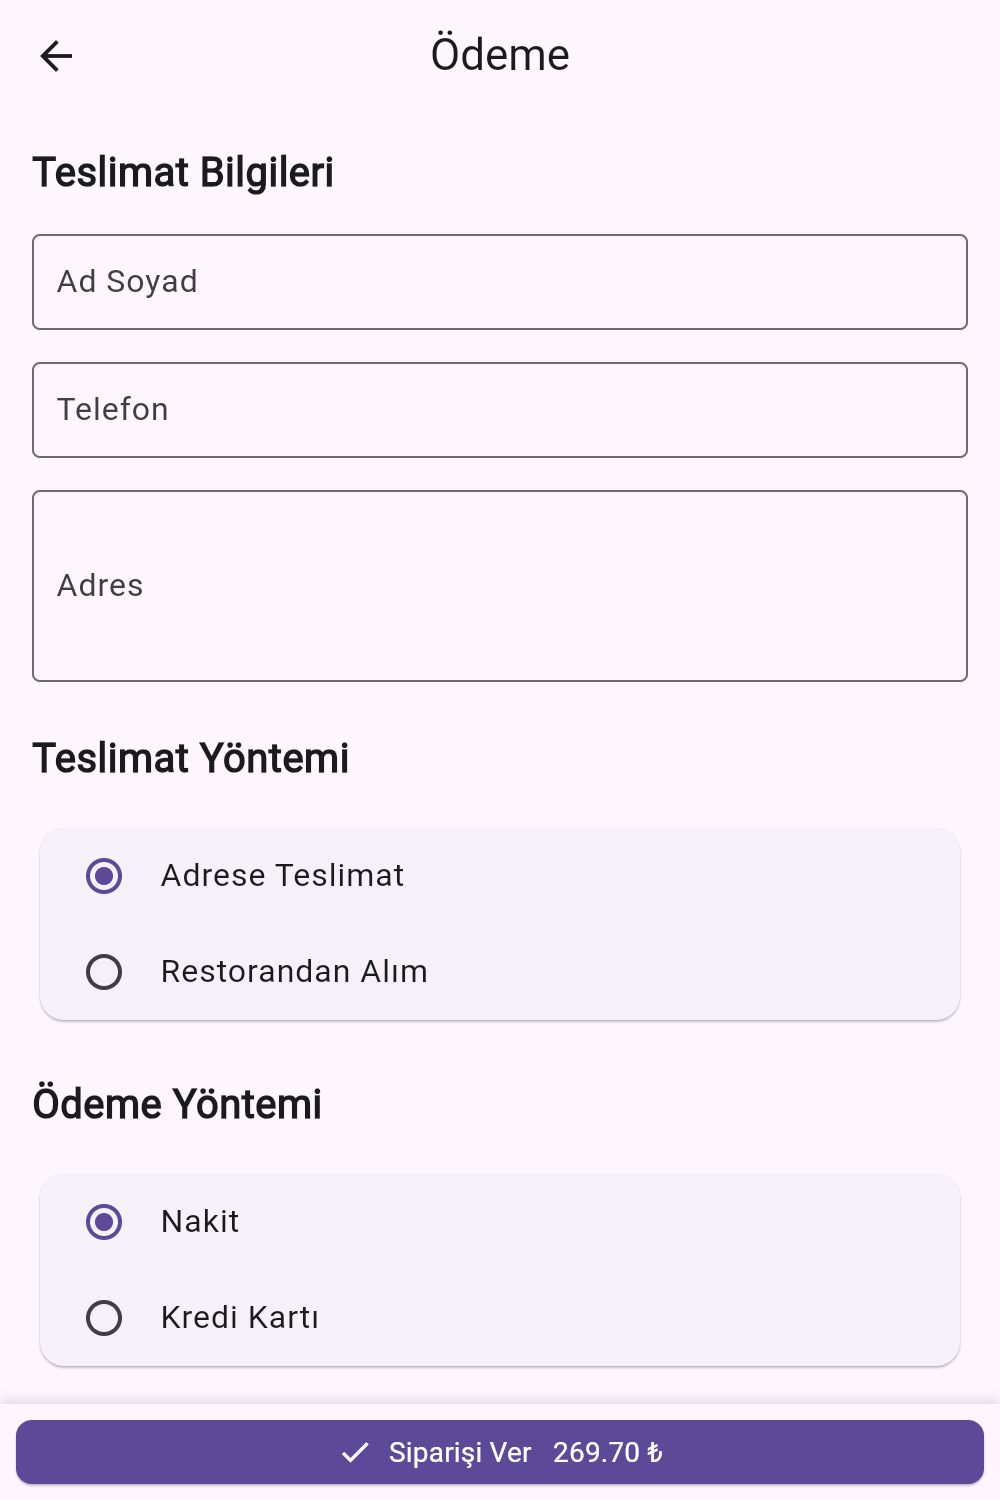 Ödeme
Teslimat Bilgileri
Ad Soyad
Telefon
Adres
Teslimat Yöntemi
Adrese Teslimat
Restorandan Alım
Ödeme Yöntemi
Nakit
Kredi Kartı
Siparişi Ver 269.70 ₺